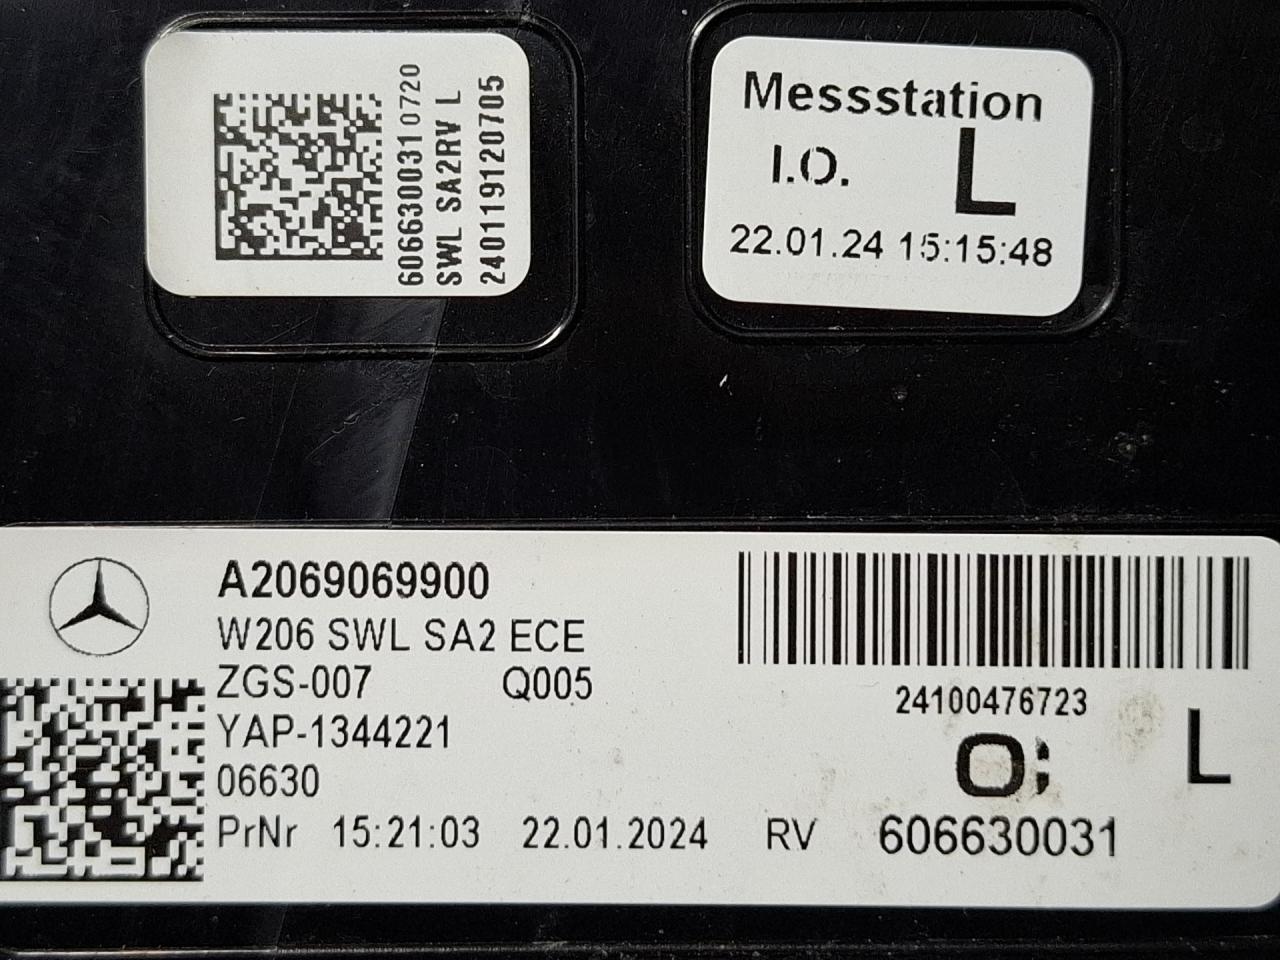 6066300310720
SWL SA2RV L
240119120705
Messstation
I.O. L
22.01.24 15:15:48
A2069069900
W206 SWL SA2 ECE
ZGS-007 Q005
YAP-1344221
06630
PrNr 15:21:03 22.01.2024 RV 606630031
24100476723
L